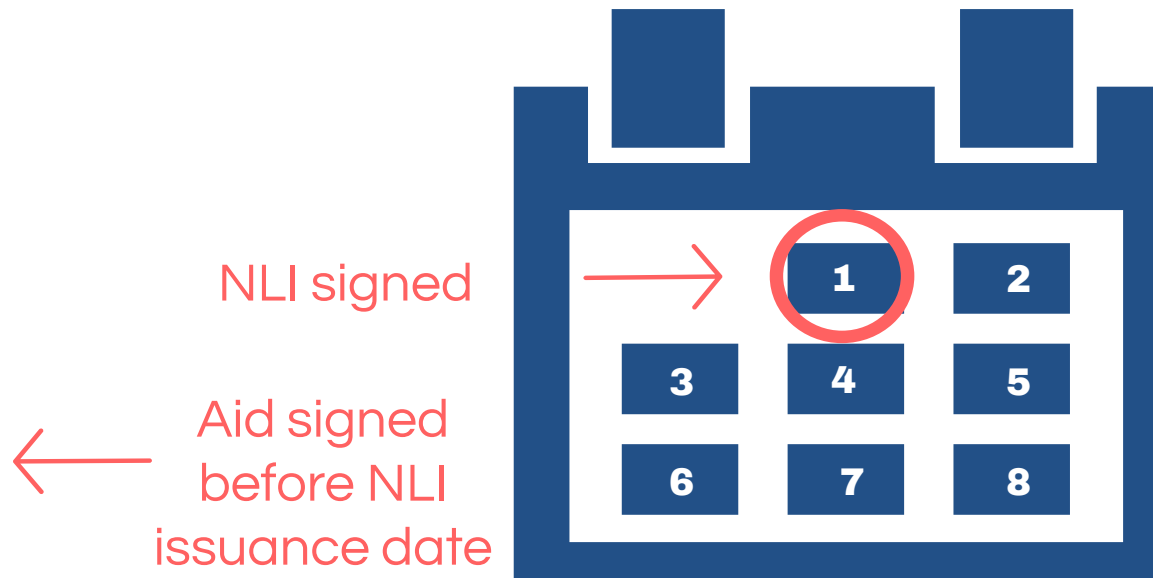 NLI signed
1 2
3 4 5
Aid signed
before NLI
issuance date
6 7 8